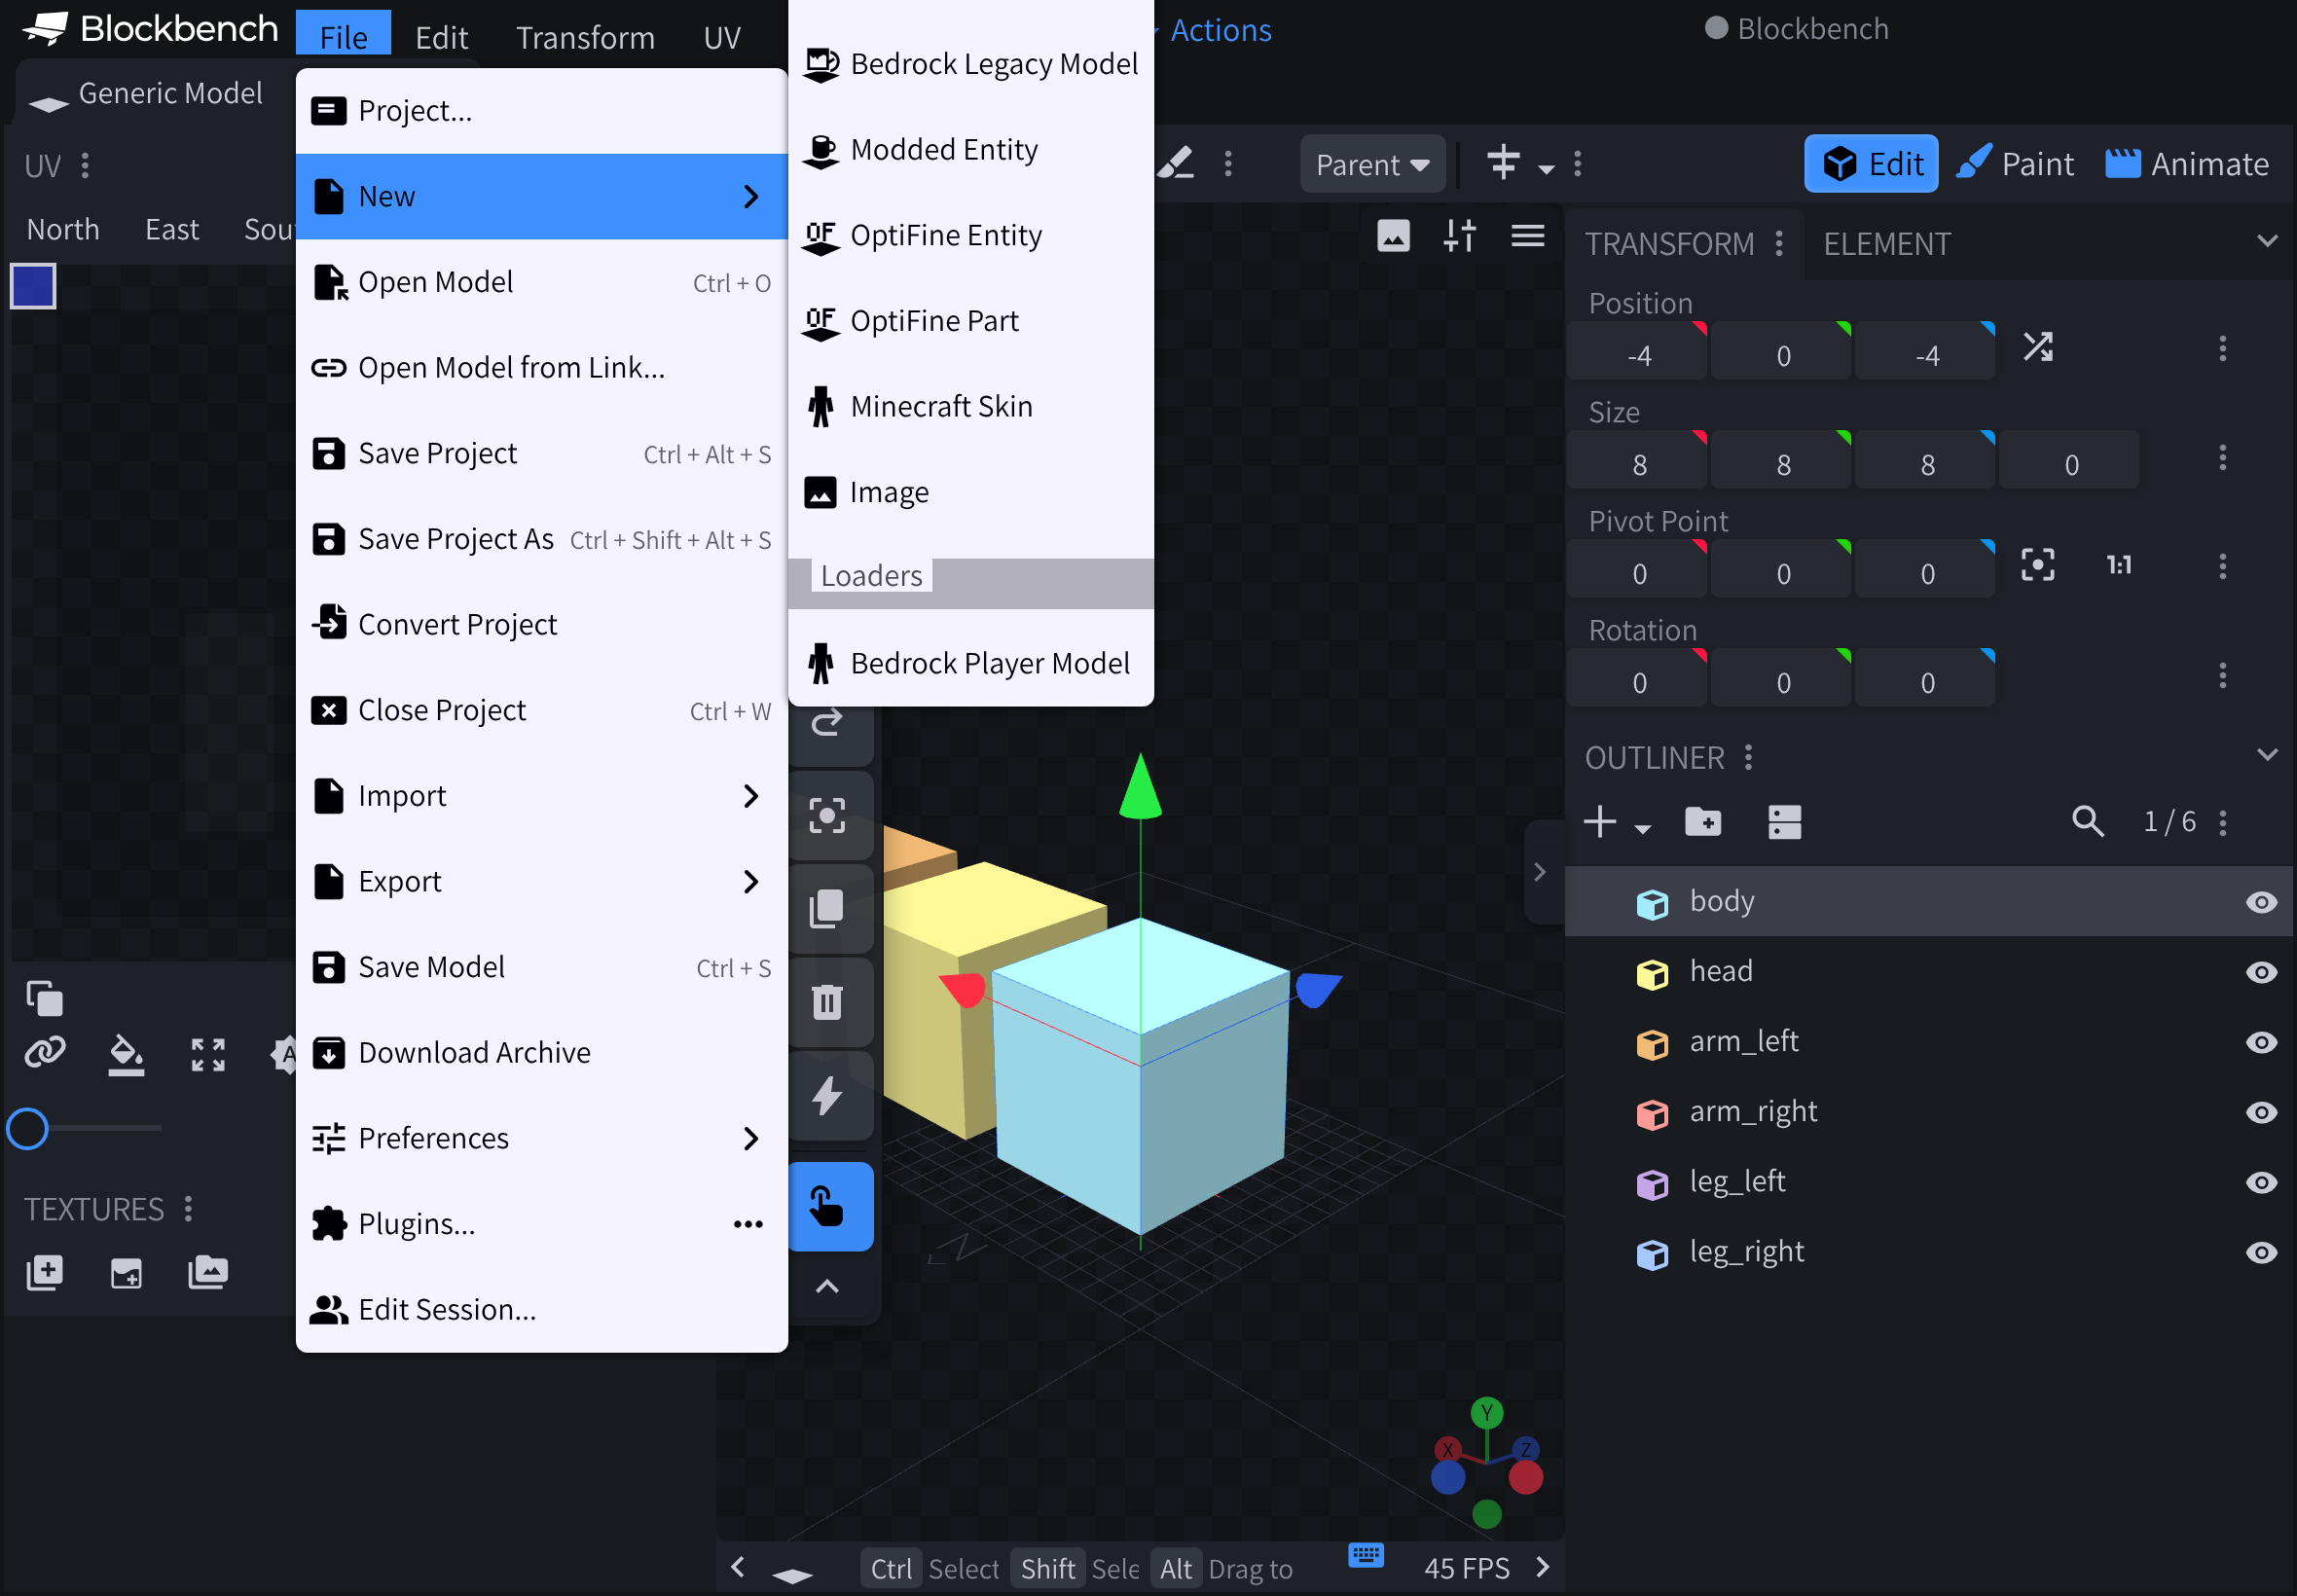 Blockbench File Edit Transform UV Actions Blockbench
Generic Model
Project...
New
Open Model Ctrl + O
Open Model from Link...
Save Project Ctrl + Alt + S
Save Project As Ctrl + Shift + Alt + S
Convert Project
Close Project Ctrl + W
Import
Export
Save Model Ctrl + S
Download Archive
Preferences
Plugins...
Edit Session...
Bedrock Legacy Model
Modded Entity
OF OptiFine Entity
OF OptiFine Part
Minecraft Skin
Image
Loaders
Bedrock Player Model
UV
North East Sou
A
TEXTURES
Parent
Edit Paint Animate
TRANSFORM ELEMENT
Position
-4 0 -4
Size
8 8 8 0
Pivot Point
0 0 0 1:1
Rotation
0 0 0
OUTLINER
1 / 6
body
head
arm_left
arm_right
leg_left
leg_right
N
Y
X Z
Ctrl Select Shift Sele Alt Drag to 45 FPS